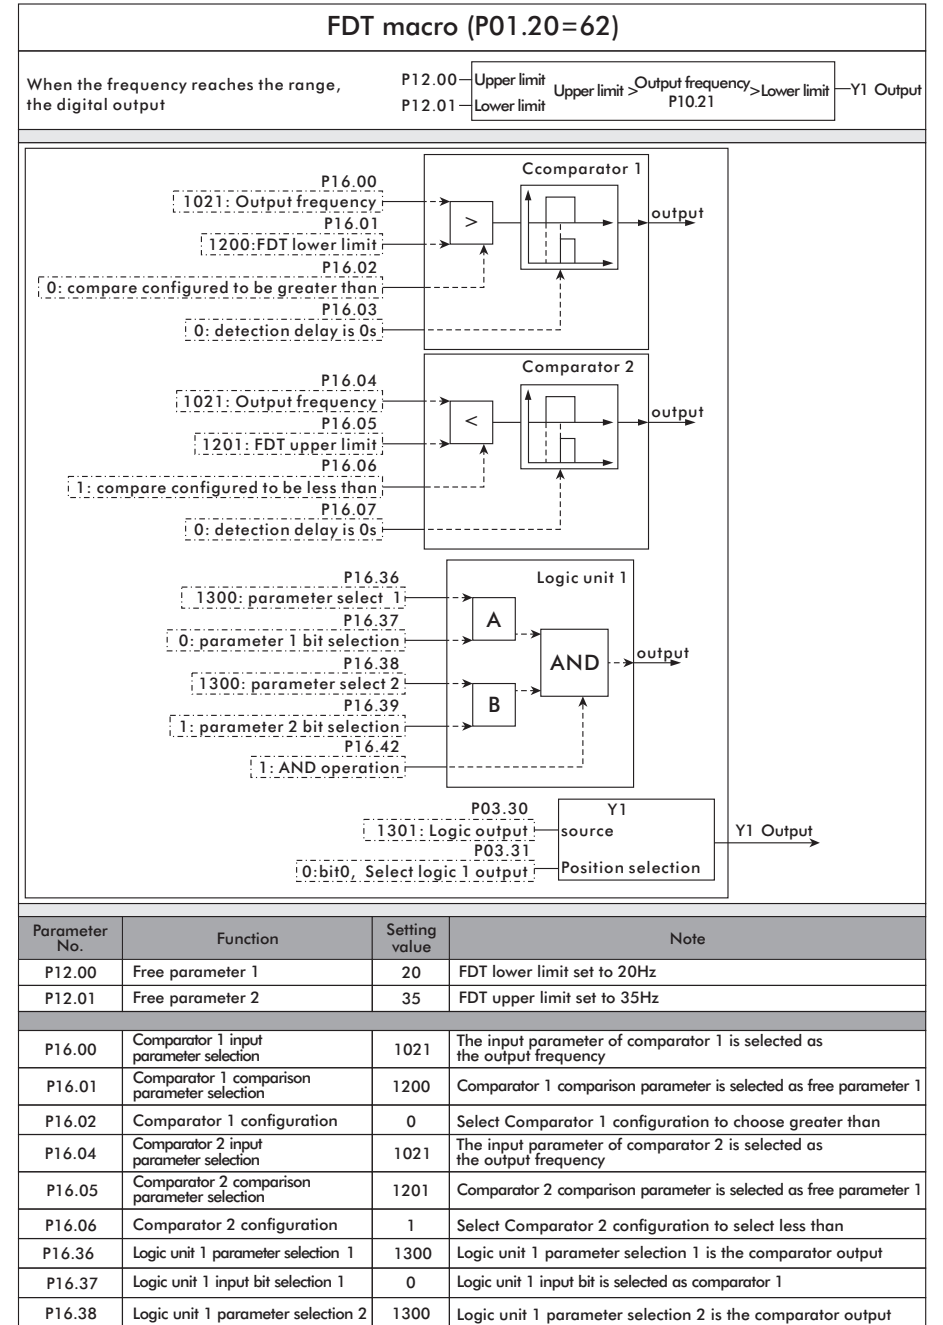 FDT macro (P01.20=62)
When the frequency reaches the range,
the digital output
P12.00
P12.01
Upper limit
Lower limit
Upper limit >Output frequency>Lower limit
P10.21
Y1 Output
Ccomparator 1
P16.00
1021: Output frequency
P16.01
1200:FDT lower limit
P16.02
0: compare configured to be greater than
P16.03
0: detection delay is 0s
>
output
Comparator 2
P16.04
1021: Output frequency
P16.05
1201: FDT upper limit
P16.06
1: compare configured to be less than
P16.07
0: detection delay is 0s
<
output
Logic unit 1
P16.36
1300: parameter select 1
P16.37
0: parameter 1 bit selection
P16.38
1300: parameter select 2
P16.39
1: parameter 2 bit selection
P16.42
1: AND operation
A
B
AND
output
P03.30
1301: Logic output
P03.31
0:bit0, Select logic 1 output
Y1
source
Position selection
Y1 Output
Parameter No. Function Setting value Note
P12.00 Free parameter 1 20 FDT lower limit set to 20Hz
P12.01 Free parameter 2 35 FDT upper limit set to 35Hz
P16.00 Comparator 1 input parameter selection 1021 The input parameter of comparator 1 is selected as the output frequency
P16.01 Comparator 1 comparison parameter selection 1200 Comparator 1 comparison parameter is selected as free parameter 1
P16.02 Comparator 1 configuration 0 Select Comparator 1 configuration to choose greater than
P16.04 Comparator 2 input parameter selection 1021 The input parameter of comparator 2 is selected as the output frequency
P16.05 Comparator 2 comparison parameter selection 1201 Comparator 2 comparison parameter is selected as free parameter 1
P16.06 Comparator 2 configuration 1 Select Comparator 2 configuration to select less than
P16.36 Logic unit 1 parameter selection 1 1300 Logic unit 1 parameter selection 1 is the comparator output
P16.37 Logic unit 1 input bit selection 1 0 Logic unit 1 input bit is selected as comparator 1
P16.38 Logic unit 1 parameter selection 2 1300 Logic unit 1 parameter selection 2 is the comparator output